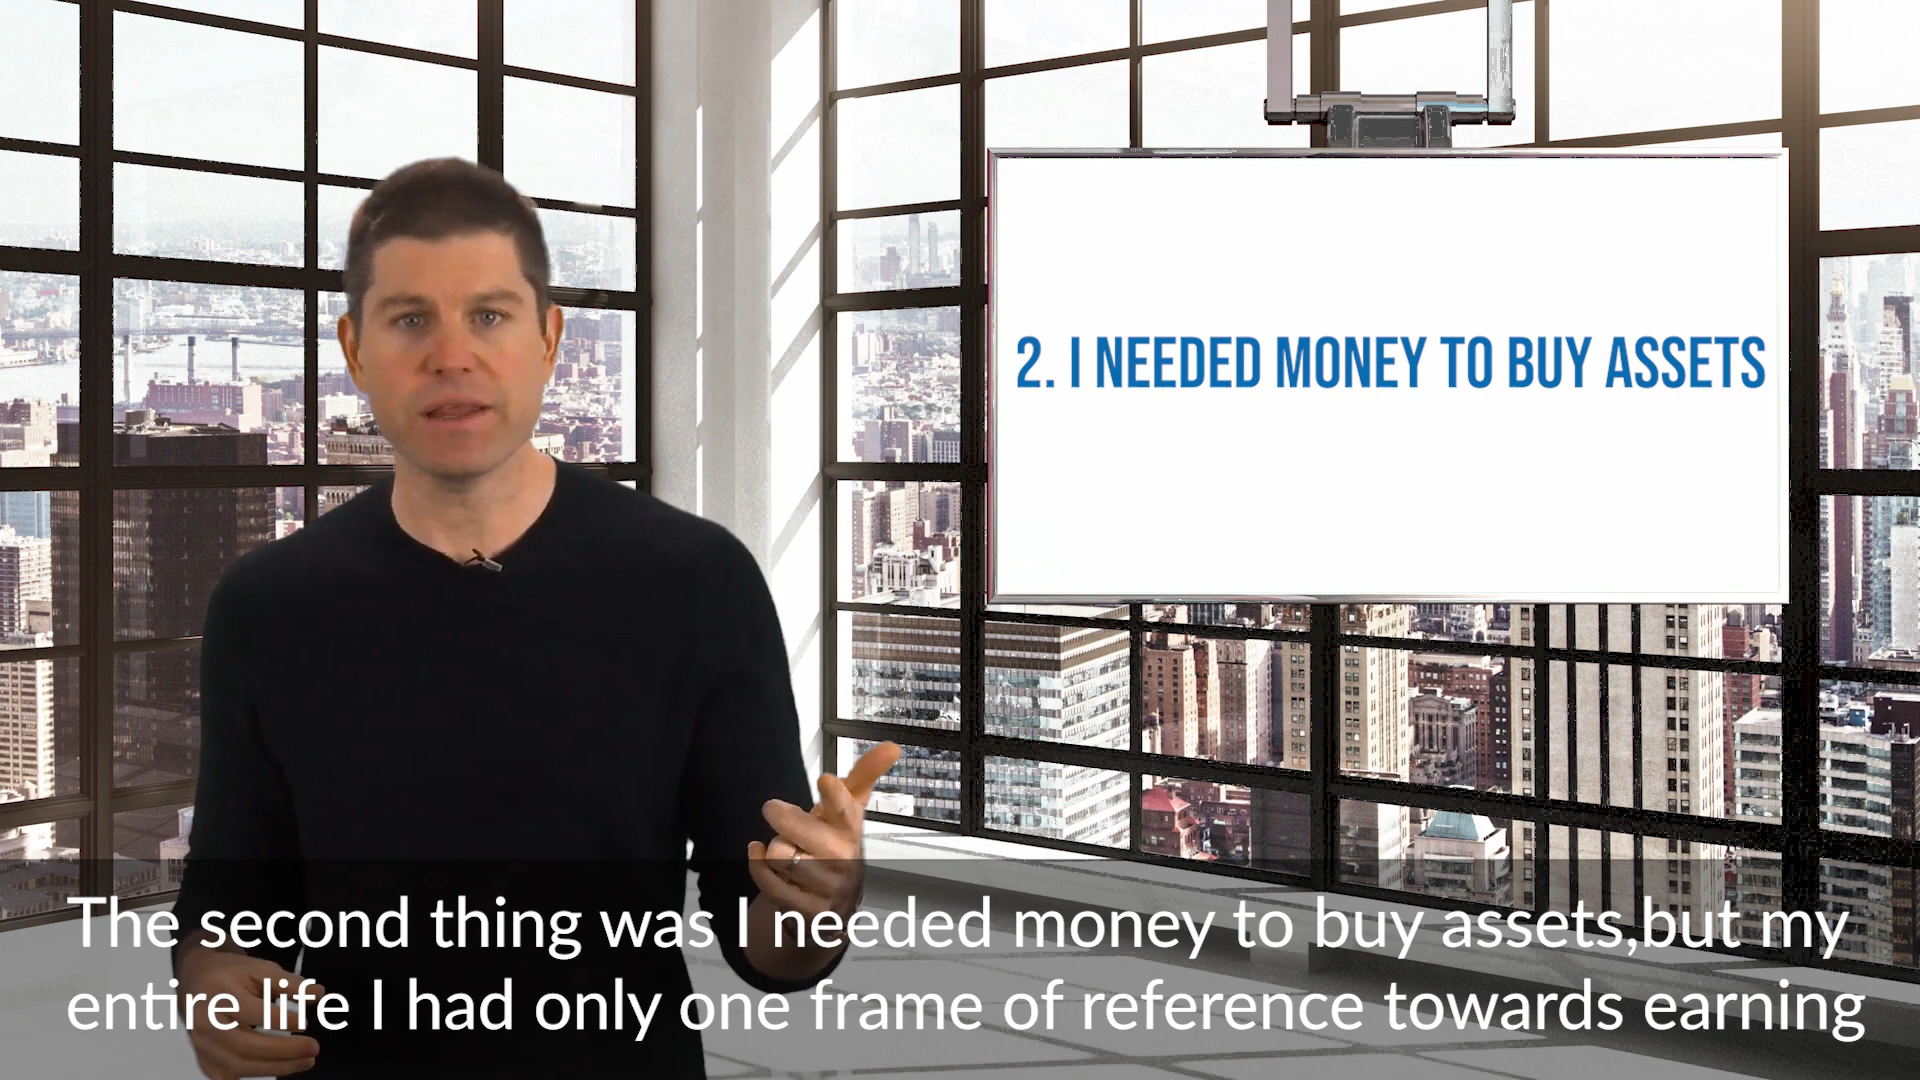 2. I NEEDED MONEY TO BUY ASSETS
The second thing was I needed money to buy assets,but my
entire life I had only one frame of reference towards earning